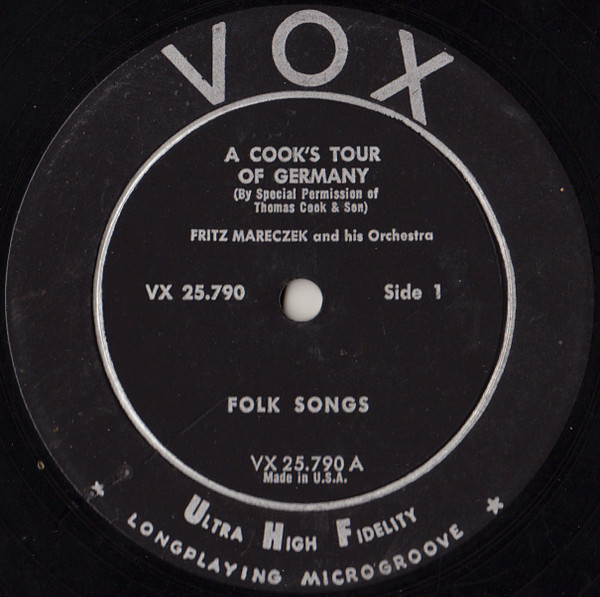 VOX
A COOK'S TOUR
OF GERMANY
(By Special Permission of
Thomas Cook & Son)
FRITZ MARECZEK and his Orchestra
VX 25.790 Side 1
FOLK SONGS
VX 25.790 A
Made in U.S.A.
ULTRA HIGH FIDELITY
LONGPLAYING MICROGROOVE